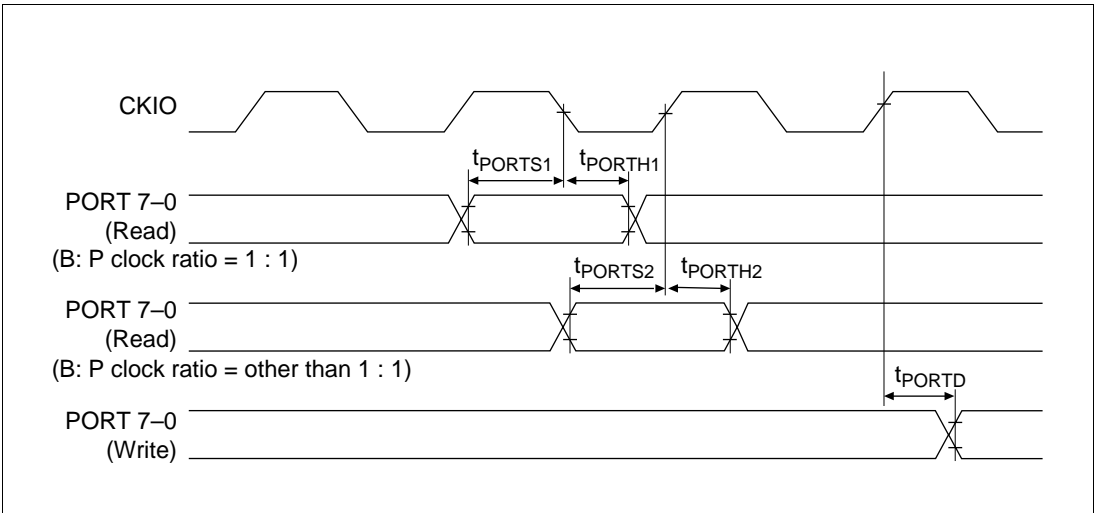 CKIO
tPORTS1 tPORTH1
PORT 7–0
(Read)
(B: P clock ratio = 1 : 1)
tPORTS2 tPORTH2
PORT 7–0
(Read)
(B: P clock ratio = other than 1 : 1)
tPORTD
PORT 7–0
(Write)